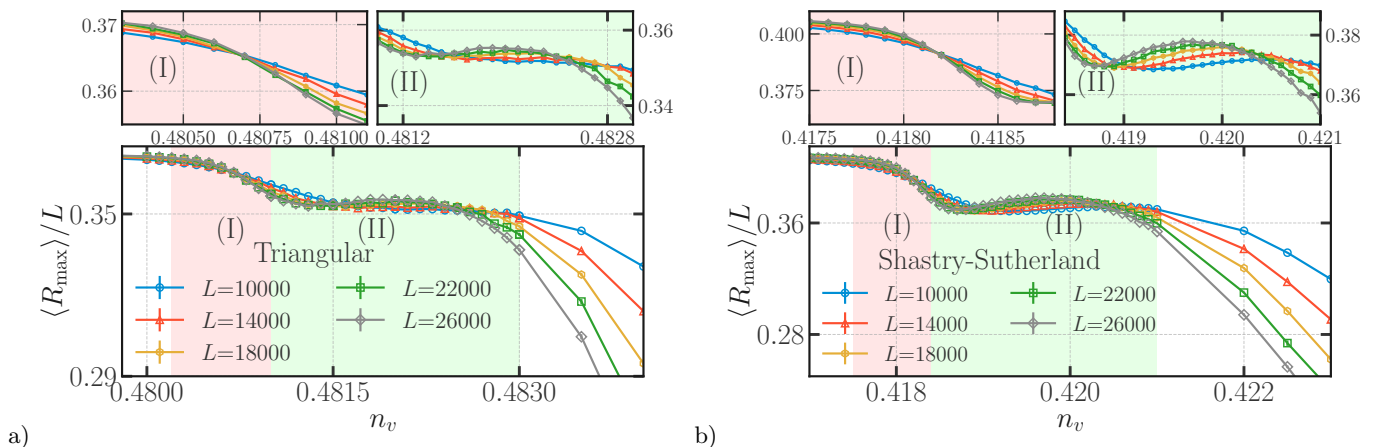 0.37
0.36
(I)
0.48050
0.48075
0.48100
(II)
0.36
0.34
0.4812
0.4828
⟨R_max⟩/L
0.35
0.29
(I)
(II)
Triangular
L=10000
L=14000
L=18000
L=22000
L=26000
0.4800
0.4815
0.4830
n_v
a)
0.400
0.375
(I)
0.4175
0.4180
0.4185
(II)
0.38
0.36
0.419
0.420
0.421
⟨R_max⟩/L
0.36
0.28
(I)
(II)
Shastry-Sutherland
L=10000
L=14000
L=18000
L=22000
L=26000
0.418
0.420
0.422
n_v
b)